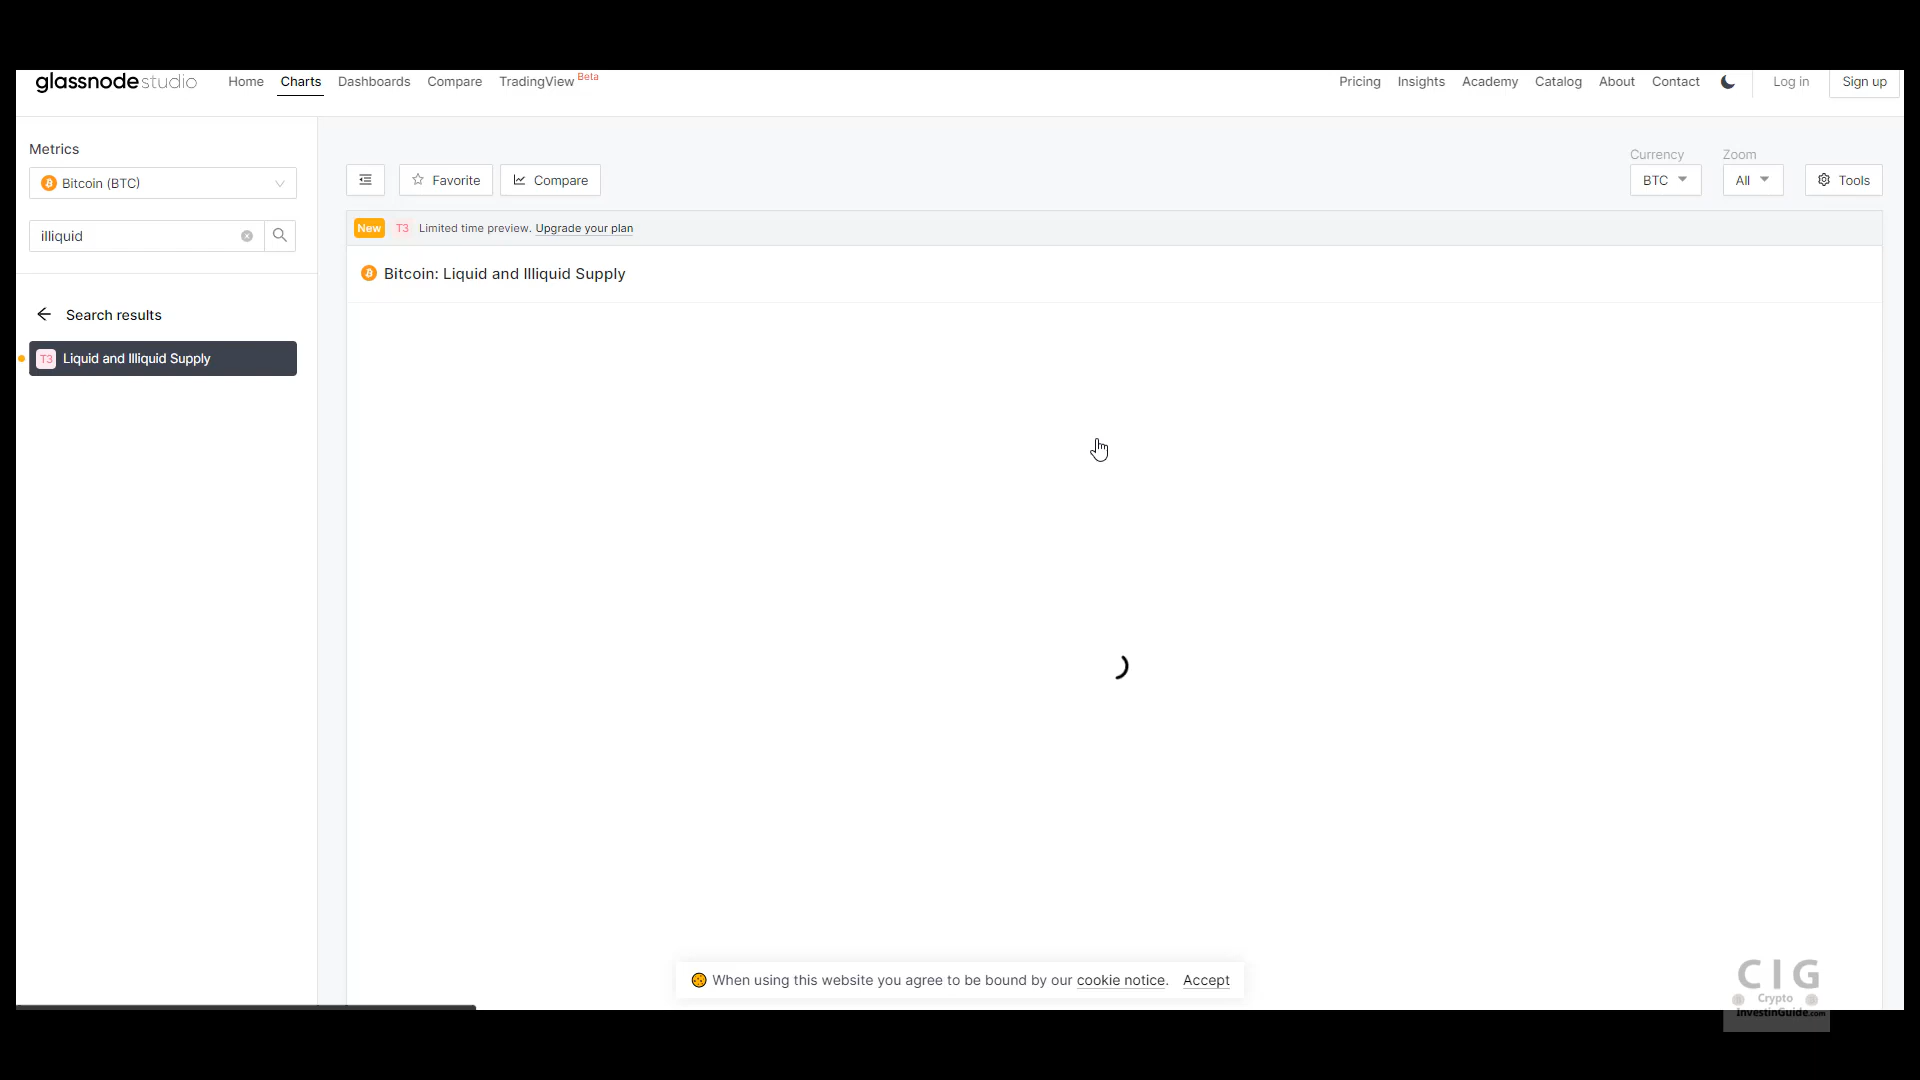 glassnodestudio Home Charts Dashboards Compare TradingView Beta Pricing Insights Academy Catalog About Contact Log in Sign up
Metrics
Bitcoin (BTC)
illiquid
Search results
T3 Liquid and Illiquid Supply
Currency Zoom
Favorite Compare BTC All Tools
New T3 Limited time preview. Upgrade your plan
Bitcoin: Liquid and Illiquid Supply
When using this website you agree to be bound by our cookie notice. Accept
CIG
Crypto
InvestinGuide.com